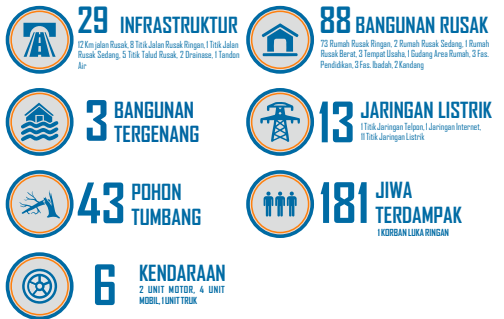 29 INFRASTRUKTUR
12 Km jalan Rusak, 8 Titik Jalan Rusak Ringan, 1 Titik Jalan
Rusak Sedang, 5 Titik Talud Rusak, 2 Drainase, 1 Tandon
Air
88 BANGUNAN RUSAK
73 Rumah Rusak Ringan, 2 Rumah Rusak Sedang, 1 Rumah
Rusak Berat, 3 Tempat Usaha, 1 Gudang Area Rumah, 3 Fas.
Pendidikan, 3 Fas. Ibadah, 2 Kandang
3 BANGUNAN
TERGENANG
13 JARINGAN LISTRIK
1 Titik Jaringan Telpon, 1 Jaringan Internet,
11 Titik Jaringan Listrik
43 POHON
TUMBANG
181 JIWA
TERDAMPAK
1 KORBAN LUKA RINGAN
6 KENDARAAN
2 UNIT MOTOR, 4 UNIT
MOBIL, 1 UNIT TRUK